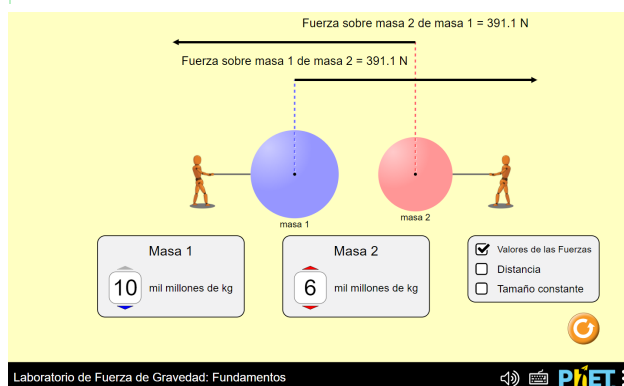 Fuerza sobre masa 2 de masa 1 = 391.1 N
Fuerza sobre masa 1 de masa 2 = 391.1 N
masa 1
masa 2
Masa 1
10 mil millones de kg
Masa 2
6 mil millones de kg
Valores de las Fuerzas
Distancia
Tamaño constante
Laboratorio de Fuerza de Gravedad: Fundamentos
PhET